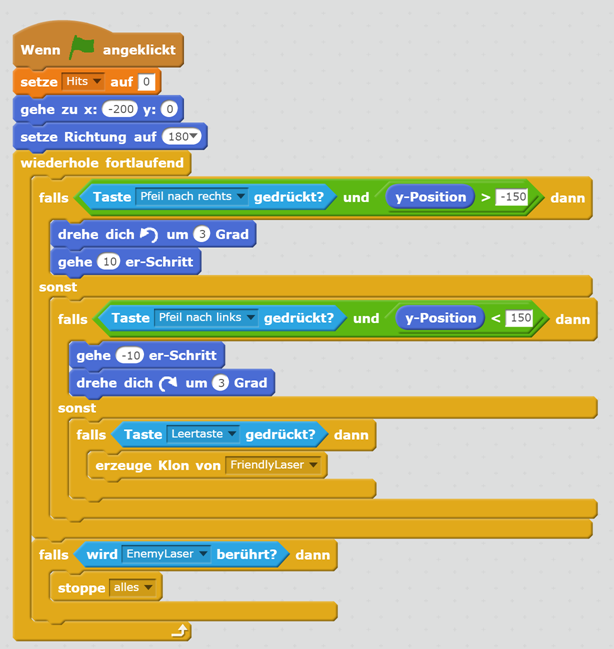 Wenn angeklickt
setze Hits auf 0
gehe zu x: -200 y: 0
setze Richtung auf 180
wiederhole fortlaufend
falls Taste Pfeil nach rechts gedrückt? und y-Position > -150 dann
drehe dich um 3 Grad
gehe 10 er-Schritt
sonst
falls Taste Pfeil nach links gedrückt? und y-Position < 150 dann
gehe -10 er-Schritt
drehe dich um 3 Grad
sonst
falls Taste Leertaste gedrückt? dann
erzeuge Klon von FriendlyLaser
falls wird EnemyLaser berührt? dann
stoppe alles